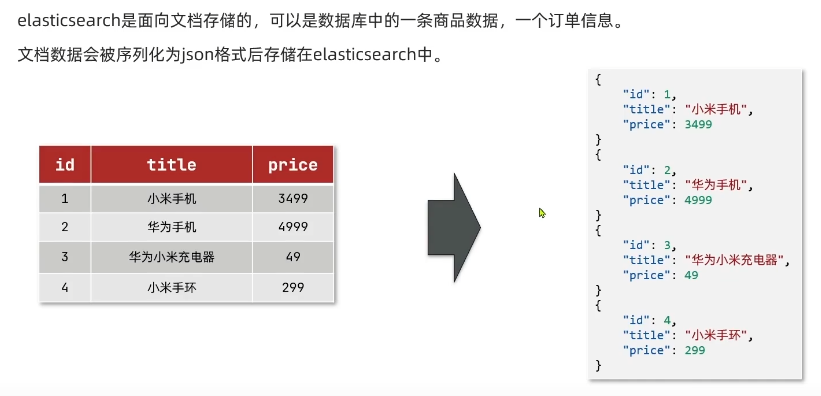 elasticsearch是面向文档存储的，可以是数据库中的一条商品数据，一个订单信息。
文档数据会被序列化为json格式后存储在elasticsearch中。
id title price
1 小米手机 3499
2 华为手机 4999
3 华为小米充电器 49
4 小米手环 299
{
"id": 1,
"title": "小米手机",
"price": 3499
}
{
"id": 2,
"title": "华为手机",
"price": 4999
}
{
"id": 3,
"title": "华为小米充电器",
"price": 49
}
{
"id": 4,
"title": "小米手环",
"price": 299
}